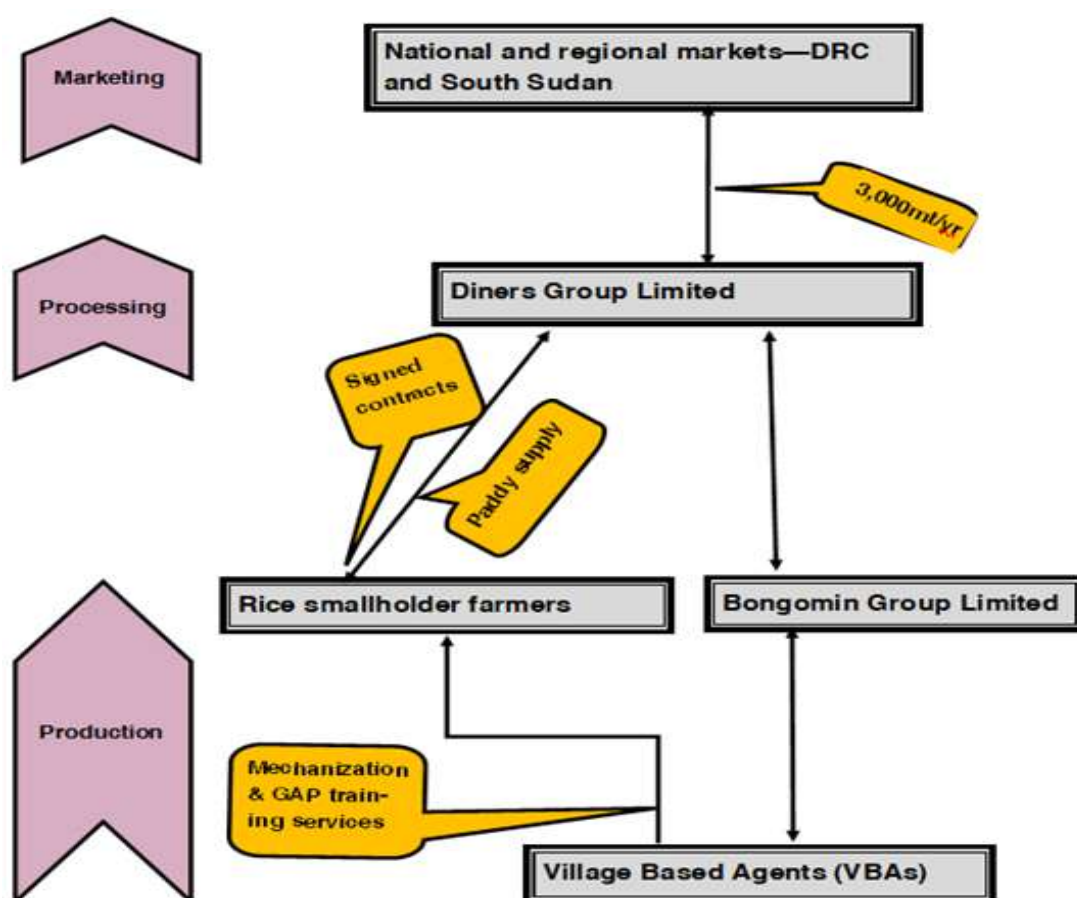 Marketing
National and regional markets—DRC
and South Sudan
3,000mt/yr
Processing
Diners Group Limited
Signed
contracts
Paddy supply
Rice smallholder farmers
Bongomin Group Limited
Production
Mechanization
& GAP train-
ing services
Village Based Agents (VBAs)